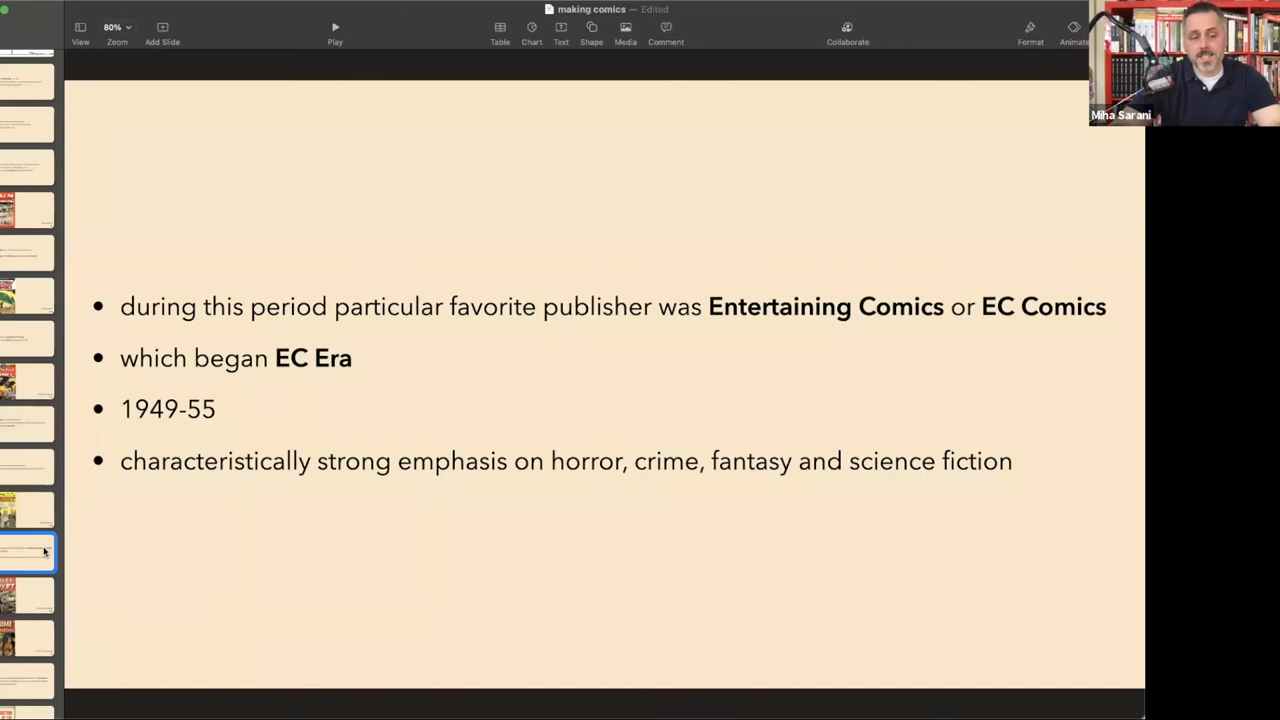 making comics — Edited
80%
View
Zoom
Add Slide
Play
Table
Chart
Text
Shape
Media
Comment
Collaborate
Format
Animate
Miha Sarani
• during this period particular favorite publisher was Entertaining Comics or EC Comics
• which began EC Era
• 1949-55
• characteristically strong emphasis on horror, crime, fantasy and science fiction